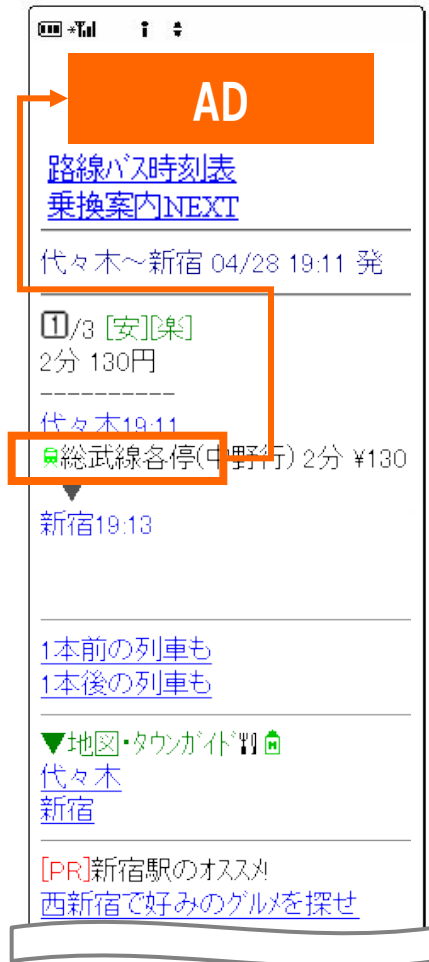 AD
路線バス時刻表
乗換案内NEXT
代々木～新宿 04/28 19:11 発
1/3 [安][楽]
2分 130円
----------
代々木19:11
総武線各停(中野行) 2分 ¥130
▼
新宿19:13
1本前の列車も
1本後の列車も
▼地図・タウンガイド
代々木
新宿
[PR]新宿駅のオススメ!
西新宿で好みのグルメを探せ